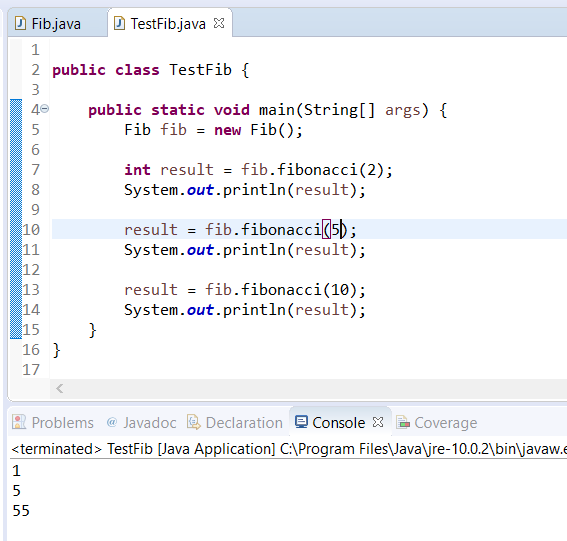 Fib.java TestFib.java
1
2 public class TestFib {
3
4 public static void main(String[] args) {
5 Fib fib = new Fib();
6
7 int result = fib.fibonacci(2);
8 System.out.println(result);
9
10 result = fib.fibonacci(5);
11 System.out.println(result);
12
13 result = fib.fibonacci(10);
14 System.out.println(result);
15 }
16 }
17
Problems @ Javadoc Declaration Console Coverage
<terminated> TestFib [Java Application] C:\Program Files\Java\jre-10.0.2\bin\javaw.e
1
5
55